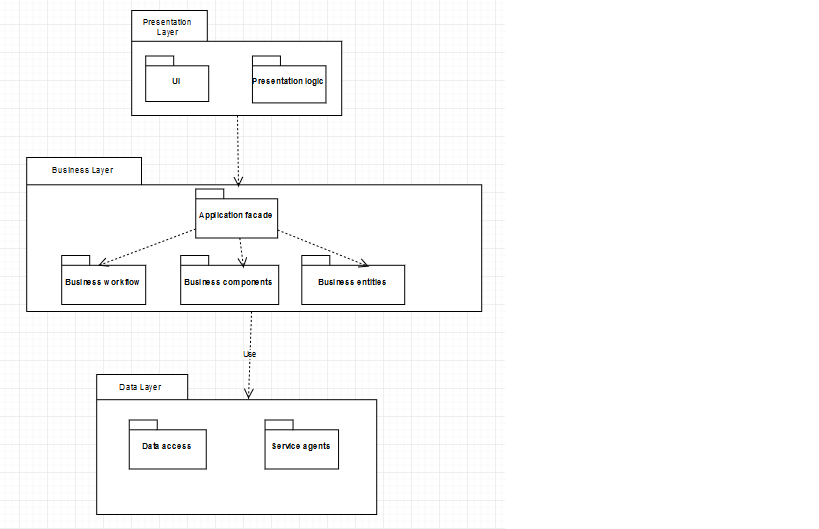 Presentation
Layer
UI
Presentation logic
Business Layer
Application facade
Business workflow
Business components
Business entities
Use
Data Layer
Data access
Service agents